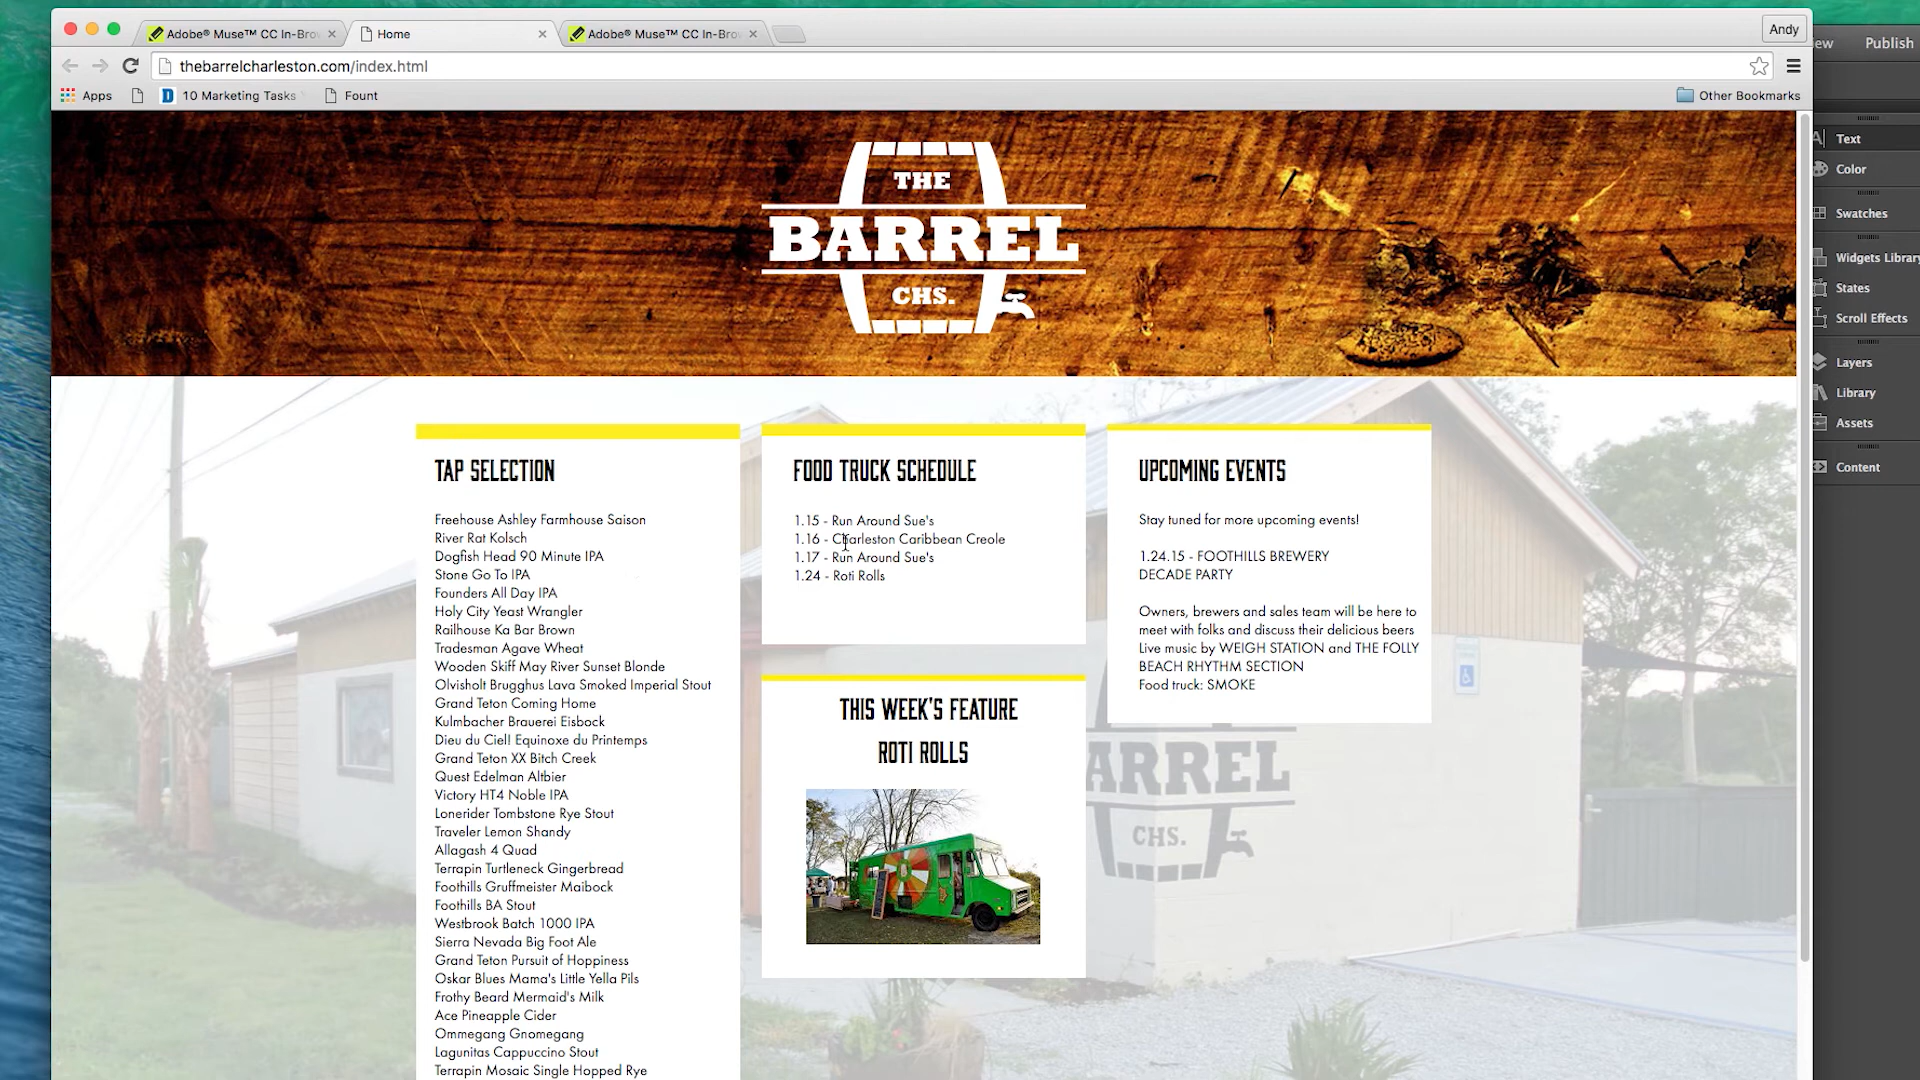 Adobe® Muse™ CC In-Brow
Home
Adobe® Muse™ CC In-Brow
Andy
Publish
thebarrelcharleston.com/index.html
Apps
10 Marketing Tasks
Fount
Other Bookmarks
THE
BARREL
CHS.
Text
Color
Swatches
Widgets Library
States
Scroll Effects
Layers
Library
Assets
Content
TAP SELECTION
Freehouse Ashley Farmhouse Saison
River Rat Kolsch
Dogfish Head 90 Minute IPA
Stone Go To IPA
Founders All Day IPA
Holy City Yeast Wrangler
Railhouse Ka Bar Brown
Tradesman Agave Wheat
Wooden Skiff May River Sunset Blonde
Olvisholt Brugghus Lava Smoked Imperial Stout
Grand Teton Coming Home
Kulmbacher Brauerei Eisbock
Dieu du Ciel! Equinoxe du Printemps
Grand Teton XX Bitch Creek
Quest Edelman Altbier
Victory HT4 Noble IPA
Lonerider Tombstone Rye Stout
Traveler Lemon Shandy
Allagash 4 Quad
Terrapin Turtleneck Gingerbread
Foothills Gruffmeister Maibock
Foothills BA Stout
Westbrook Batch 1000 IPA
Sierra Nevada Big Foot Ale
Grand Teton Pursuit of Hoppiness
Oskar Blues Mama's Little Yella Pils
Frothy Beard Mermaid's Milk
Ace Pineapple Cider
Ommegang Gnomegang
Lagunitas Cappuccino Stout
Terrapin Mosaic Single Hopped Rye
FOOD TRUCK SCHEDULE
1.15 - Run Around Sue's
1.16 - Charleston Caribbean Creole
1.17 - Run Around Sue's
1.24 - Roti Rolls
THIS WEEK'S FEATURE
ROTI ROLLS
UPCOMING EVENTS
Stay tuned for more upcoming events!
1.24.15 - FOOTHILLS BREWERY
DECADE PARTY
Owners, brewers and sales team will be here to
meet with folks and discuss their delicious beers
Live music by WEIGH STATION and THE FOLLY
BEACH RHYTHM SECTION
Food truck: SMOKE
ARREL
CHS.